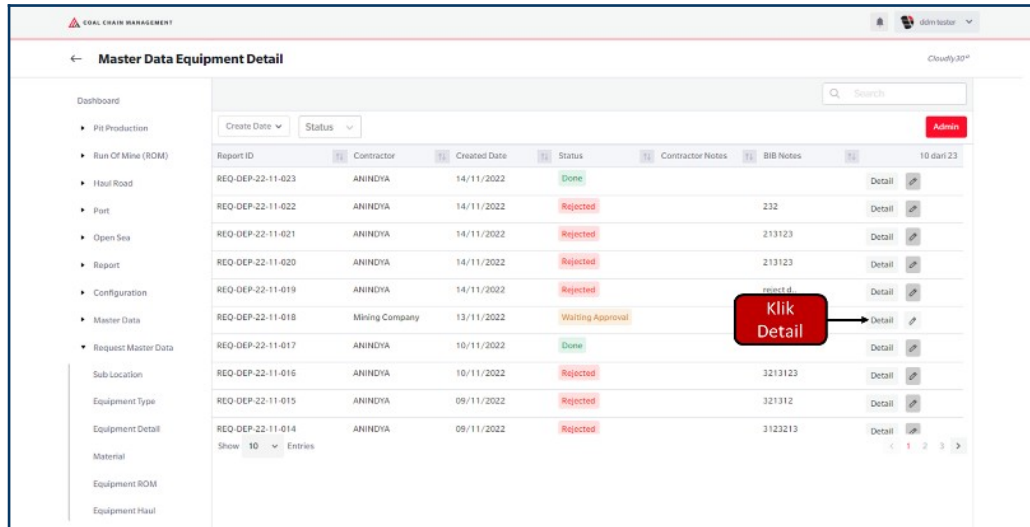 COAL CHAIN MANAGEMENT
ddm tester
Master Data Equipment Detail
Cloudly30°
Search
Dashboard
Pit Production
Run Of Mine (ROM)
Haul Road
Port
Open Sea
Report
Configuration
Master Data
Request Master Data
Sub Location
Equipment Type
Equipment Detail
Material
Equipment ROM
Equipment Haul
Create Date Status Admin
Report ID Contractor Created Date Status Contractor Notes BIB Notes 10 dari 23
REQ-DEP-22-11-023 ANINDYA 14/11/2022 Done Detail
REQ-DEP-22-11-022 ANINDYA 14/11/2022 Rejected 232 Detail
REQ-DEP-22-11-021 ANINDYA 14/11/2022 Rejected 213123 Detail
REQ-DEP-22-11-020 ANINDYA 14/11/2022 Rejected 213123 Detail
REQ-DEP-22-11-019 ANINDYA 14/11/2022 Rejected reject d.. Detail
REQ-DEP-22-11-018 Mining Company 13/11/2022 Waiting Approval Detail
Klik
Detail
REQ-DEP-22-11-017 ANINDYA 10/11/2022 Done Detail
REQ-DEP-22-11-016 ANINDYA 10/11/2022 Rejected 3213123 Detail
REQ-DEP-22-11-015 ANINDYA 09/11/2022 Rejected 321312 Detail
REQ-DEP-22-11-014 ANINDYA 09/11/2022 Rejected 3123213 Detail
Show 10 Entries < 1 2 3 >